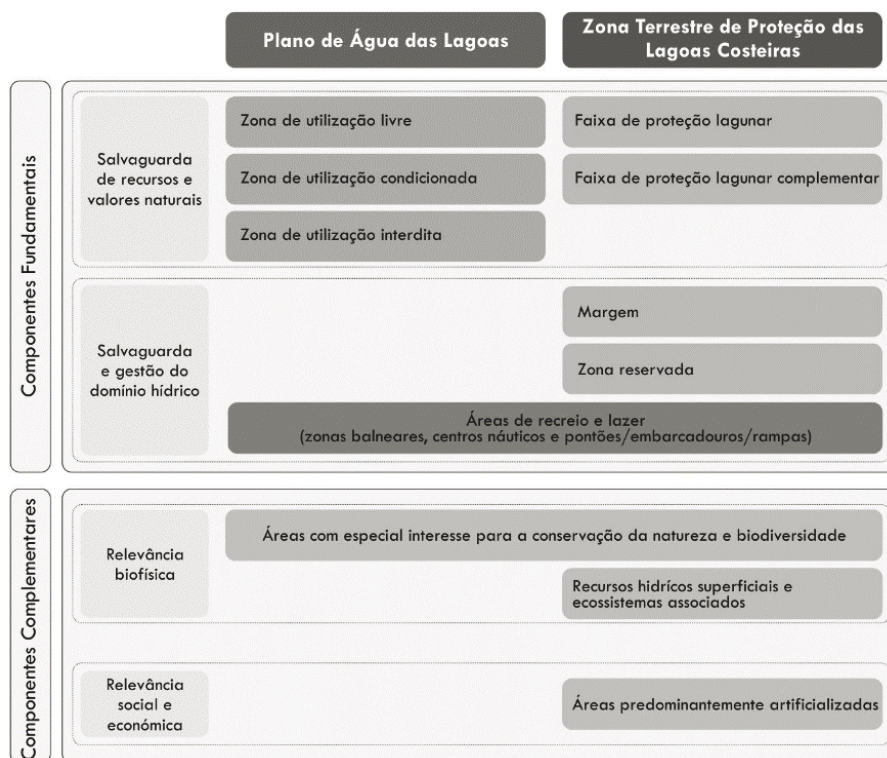 Plano de Água das Lagoas
Zona Terrestre de Proteção das
Lagoas Costeiras
Componentes Fundamentais
Salvaguarda
de recursos e
valores naturais
Zona de utilização livre
Faixa de proteção lagunar
Zona de utilização condicionada
Faixa de proteção lagunar complementar
Zona de utilização interdita
Salvaguarda
e gestão do
domínio hídrico
Margem
Zona reservada
Áreas de recreio e lazer
(zonas balneares, centros náuticos e pontões/embarcadouros/rampas)
Componentes Complementares
Relevância
biofísica
Áreas com especial interesse para a conservação da natureza e biodiversidade
Recursos hidrícos superficiais e
ecossistemas associados
Relevância
social e
económica
Áreas predominantemente artificializadas